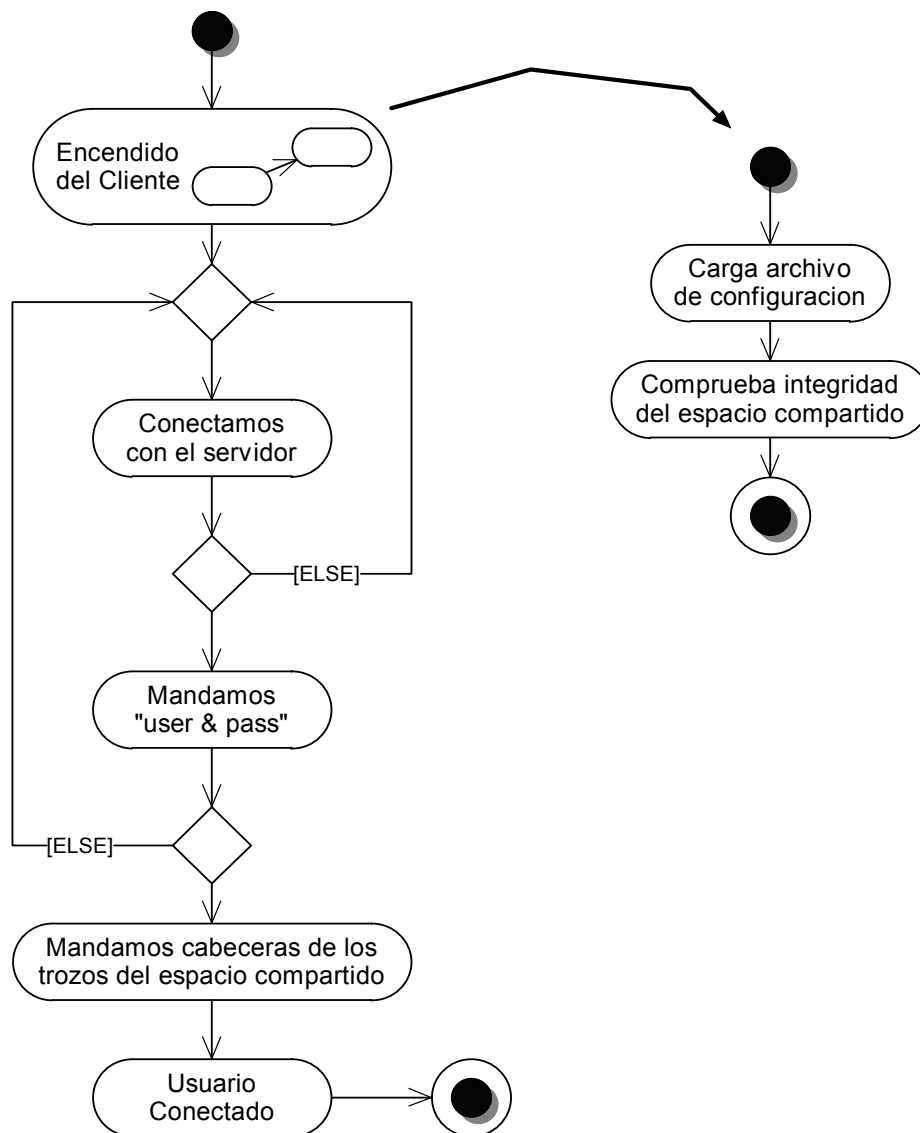 Encendido
del Cliente
Conectamos
con el servidor
[ELSE]
Mandamos
"user & pass"
[ELSE]
Mandamos cabeceras de los
trozos del espacio compartido
Usuario
Conectado
Carga archivo
de configuracion
Comprueba integridad
del espacio compartido